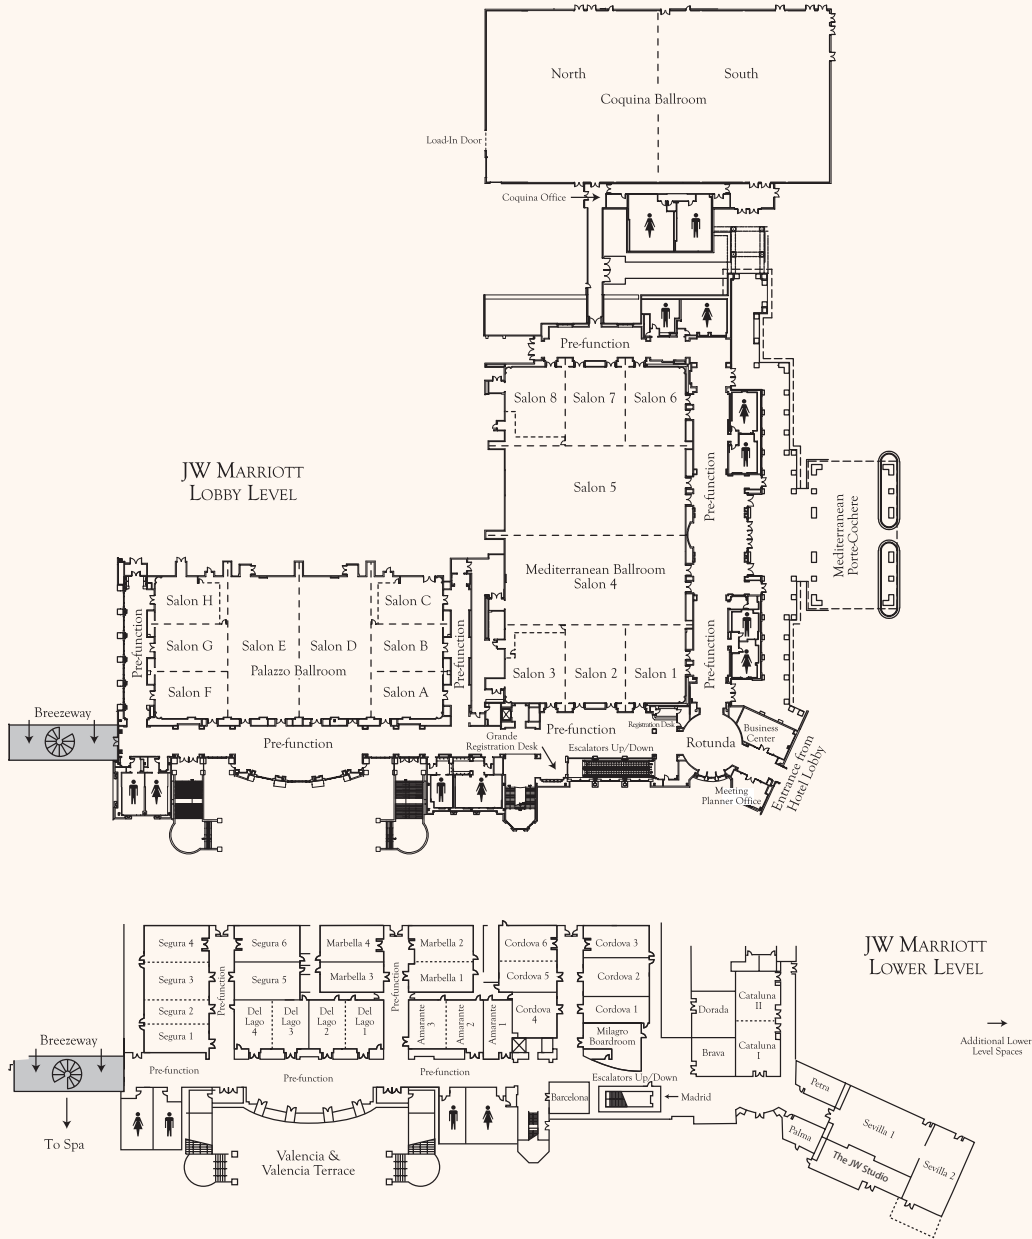 North
South
Coquina Ballroom
Load-In Door
Coquina Office
Pre-function
Salon 8
Salon 7
Salon 6
JW Marriott
Lobby Level
Salon 5
Pre-function
Mediterranean
Porte-Cochere
Mediterranean Ballroom
Salon 4
Salon H
Salon C
Pre-function
Salon G
Salon E
Salon D
Salon B
Pre-function
Palazzo Ballroom
Salon F
Salon A
Salon 3
Salon 2
Salon 1
Pre-function
Breezeway
Pre-function
Grande
Registration Desk
Pre-function
Registration Desk
Escalators Up/Down
Rotunda
Business
Center
Entrance from
Hotel Lobby
Meeting
Planner Office
JW Marriott
Lower Level
Segura 4
Segura 6
Marbella 4
Marbella 2
Cordova 6
Cordova 3
Segura 3
Pre-function
Segura 5
Marbella 3
Pre-function
Marbella 1
Cordova 5
Cordova 2
Segura 2
Segura 1
Del
Lago
4
Del
Lago
3
Del
Lago
2
Del
Lago
1
Amarante
3
Amarante
2
Amarante
1
Cordova
4
Cordova 1
Milagro
Boardroom
Dorada
Cataluna
II
Brava
Cataluna
I
Additional Lower
Level Spaces
Breezeway
Pre-function
Pre-function
Pre-function
Escalators Up/Down
Barcelona
Madrid
Petra
Palma
Sevilla 1
The JW Studio
Sevilla 2
To Spa
Valencia &
Valencia Terrace